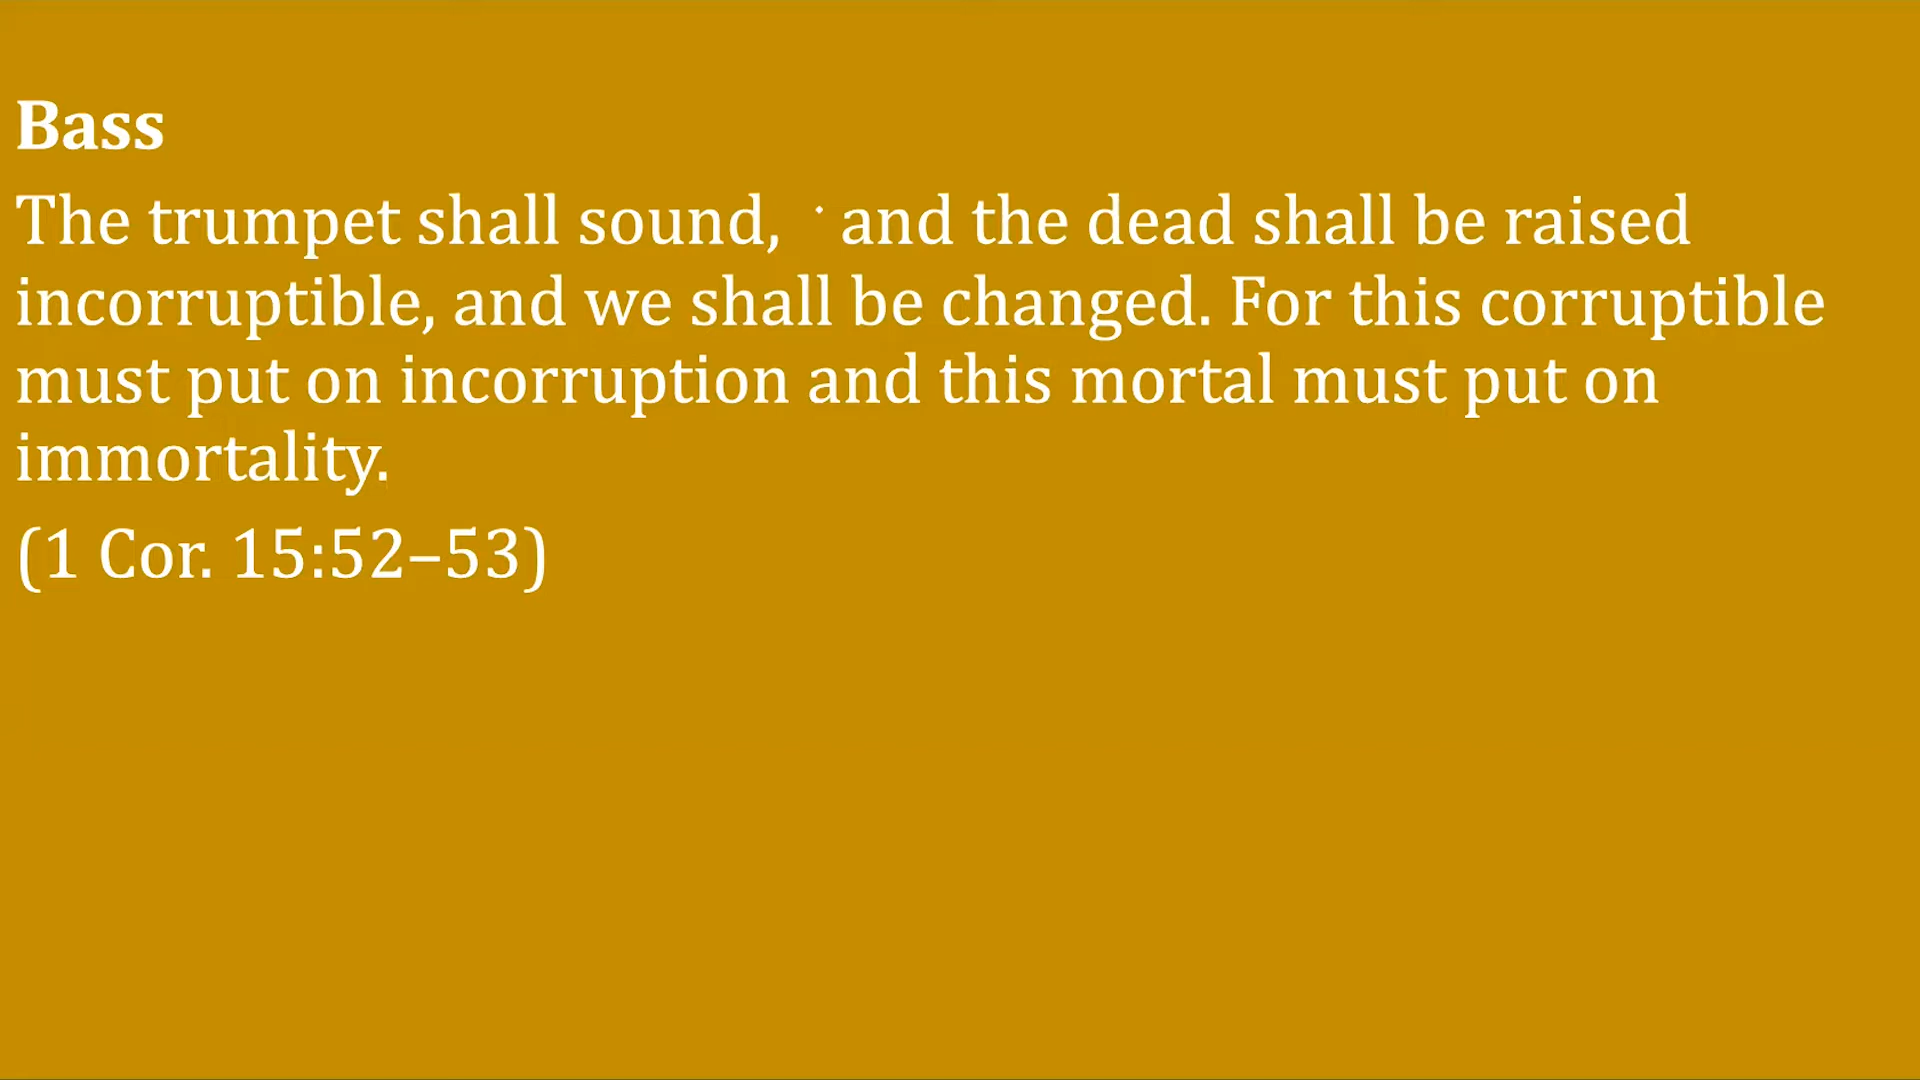 Bass
The trumpet shall sound, · and the dead shall be raised
incorruptible, and we shall be changed. For this corruptible
must put on incorruption and this mortal must put on
immortality.
(1 Cor. 15:52–53)